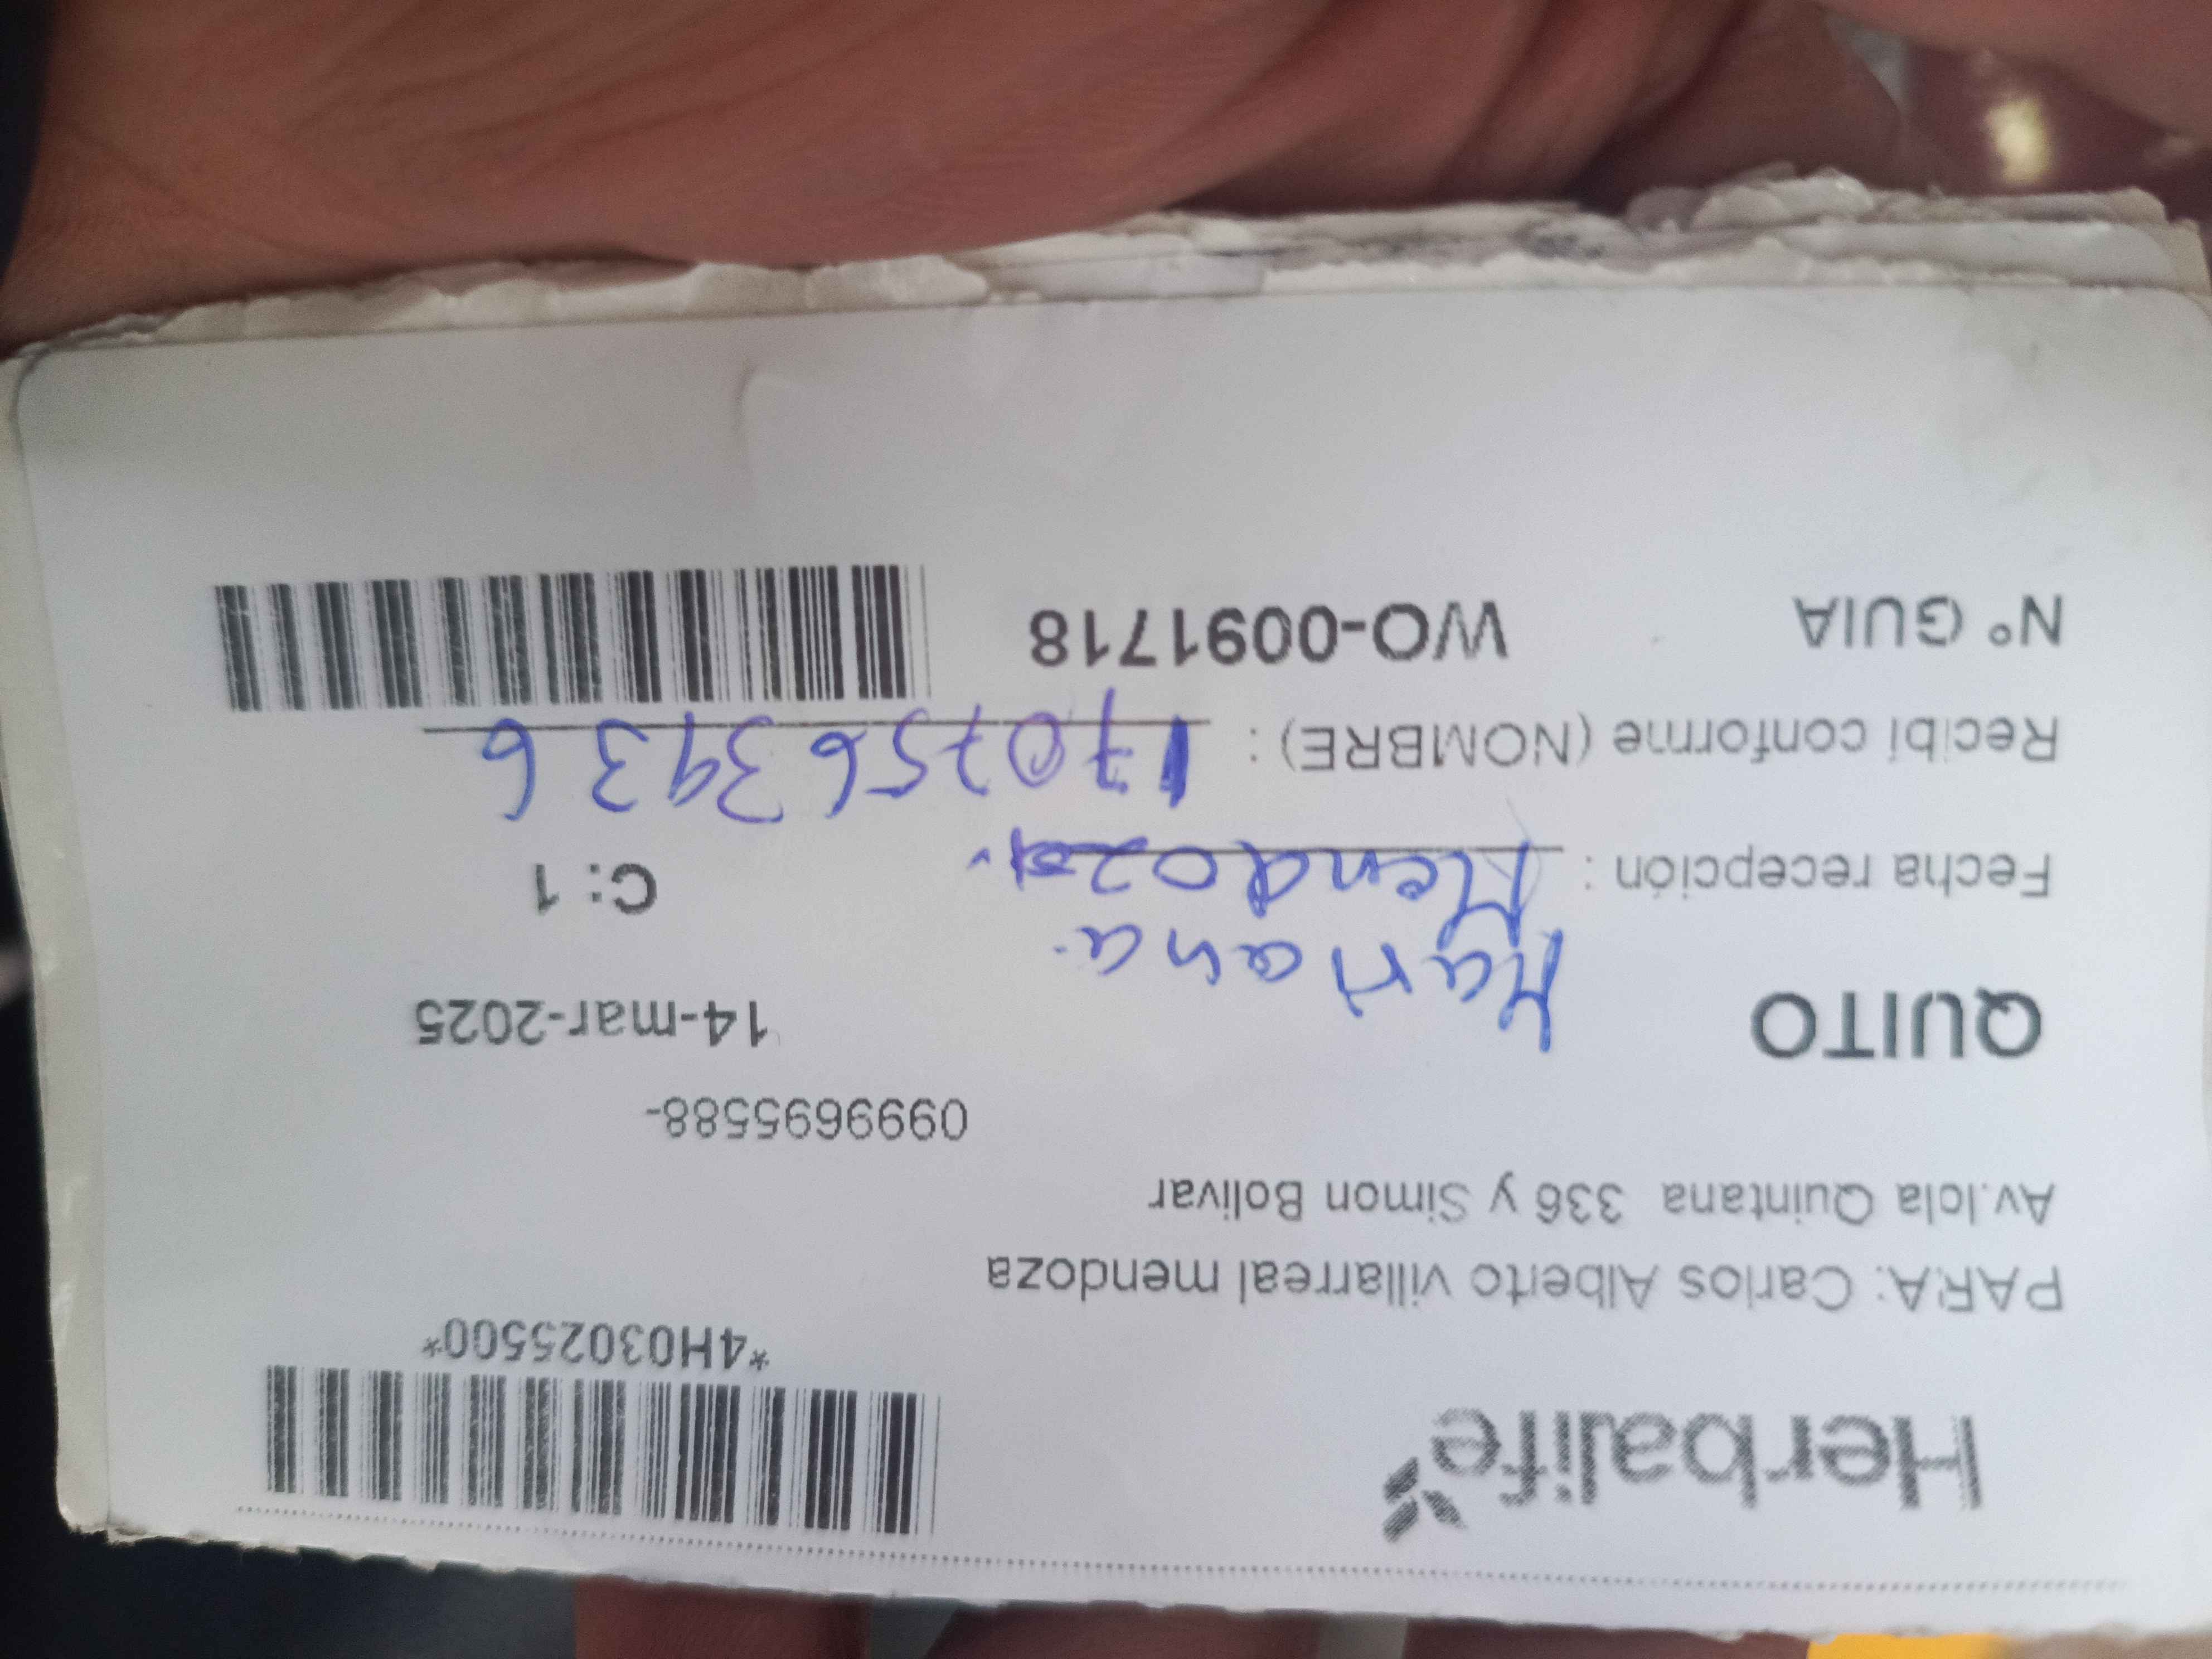 Herbalife
*4H03025500*
PARA: Carlos Alberto villarreal mendoza
Av.lola Quintana 336 y Simon Bolivar
0999695588-
QUITO
14-mar-2025
Mariana
Mendoza.
Fecha recepción :
C: 1
Recibí conforme (NOMBRE) :
1707563936
N° GUIA
WO-0091718